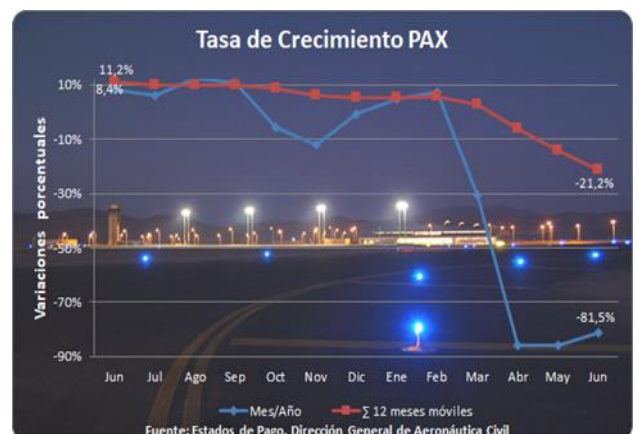 Tasa de Crecimiento PAX
11,2%
8,4%
10%
-10%
-30%
-50%
-70%
-90%
Variaciones porcentuales
-21,2%
-81,5%
Jun Jul Ago Sep Oct Nov Dic Ene Feb Mar Abr May Jun
Mes/Año ∑ 12 meses móviles
Fuente: Estados de Pago, Dirección General de Aeronáutica Civil